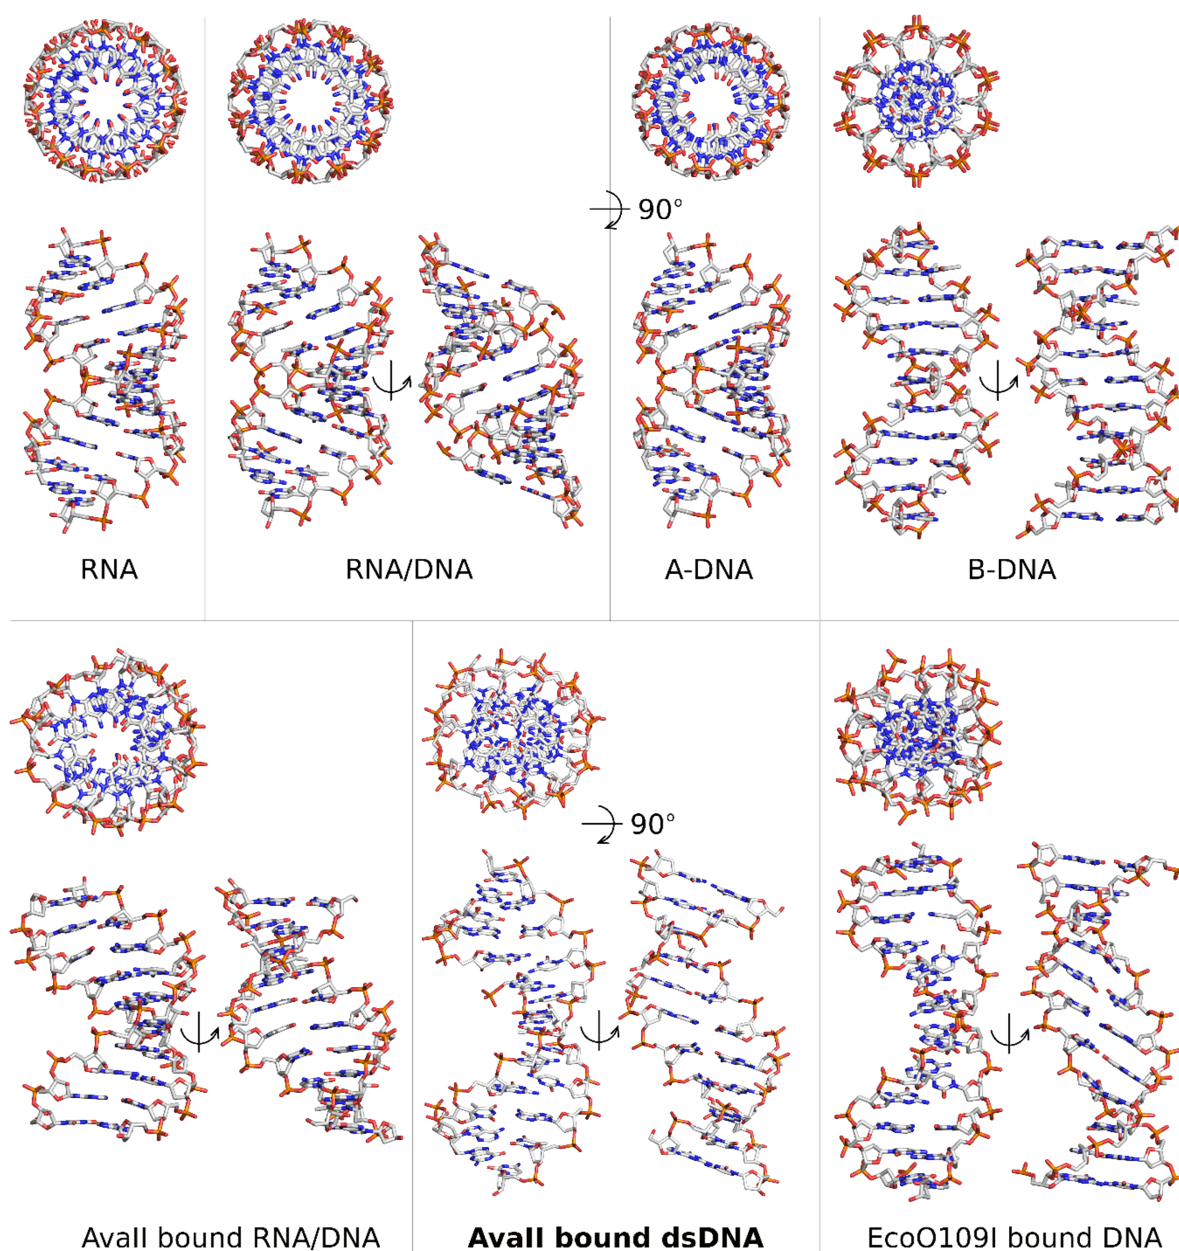 90°
RNA
RNA/DNA
A-DNA
B-DNA
90°
AvaII bound RNA/DNA
AvaII bound dsDNA
EcoO109I bound DNA